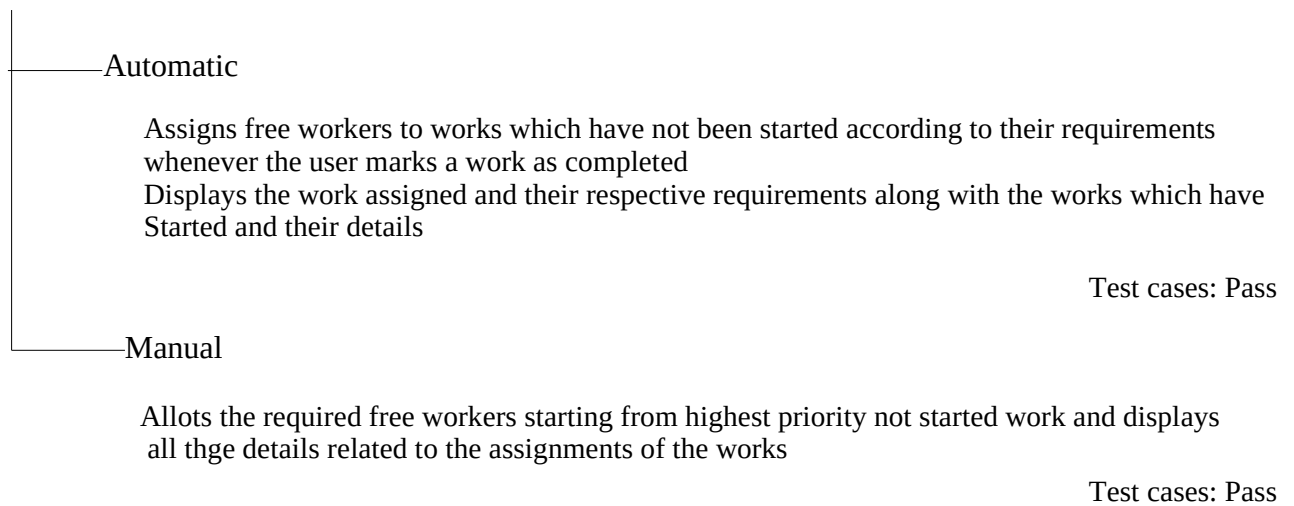 Automatic
Assigns free workers to works which have not been started according to their requirements
whenever the user marks a work as completed
Displays the work assigned and their respective requirements along with the works which have
Started and their details
Test cases: Pass
Manual
Allots the required free workers starting from highest priority not started work and displays
all thge details related to the assignments of the works
Test cases: Pass